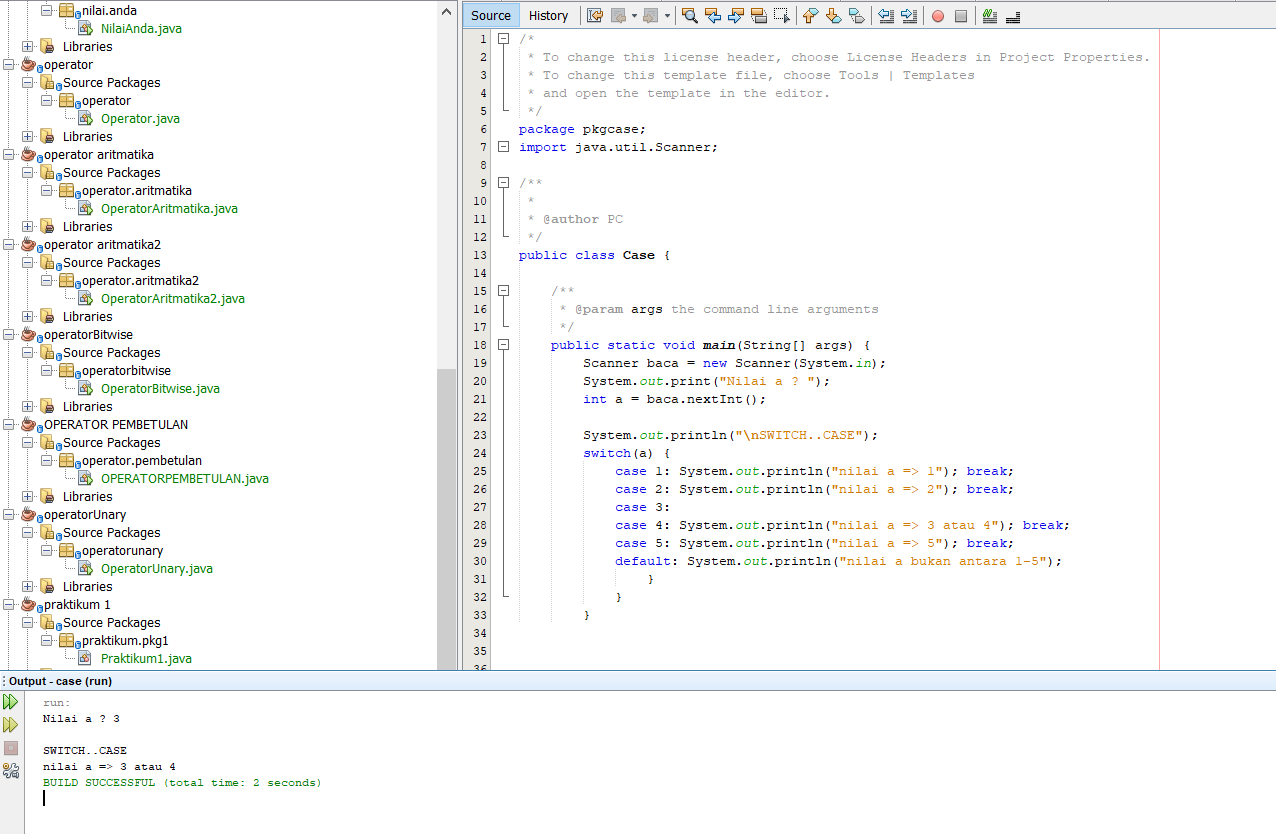 nilai.anda
NilaiAnda.java
Libraries
operator
Source Packages
operator
Operator.java
Libraries
operator aritmatika
Source Packages
operator.aritmatika
OperatorAritmatika.java
Libraries
operator aritmatika2
Source Packages
operator.aritmatika2
OperatorAritmatika2.java
Libraries
operatorBitwise
Source Packages
operatorbitwise
OperatorBitwise.java
Libraries
OPERATOR PEMBETULAN
Source Packages
operator.pembetulan
OPERATORPEMBETULAN.java
Libraries
operatorUnary
Source Packages
operatorunary
OperatorUnary.java
Libraries
praktikum 1
Source Packages
praktikum.pkg1
Praktikum1.java
Source History
1 /*
2 * To change this license header, choose License Headers in Project Properties.
3 * To change this template file, choose Tools | Templates
4 * and open the template in the editor.
5 */
6 package pkgcase;
7 import java.util.Scanner;
8
9 /**
10 *
11 * @author PC
12 */
13 public class Case {
14
15 /**
16 * @param args the command line arguments
17 */
18 public static void main(String[] args) {
19 Scanner baca = new Scanner(System.in);
20 System.out.print("Nilai a ? ");
21 int a = baca.nextInt();
22
23 System.out.println("\nSWITCH..CASE");
24 switch(a) {
25 case 1: System.out.println("nilai a => 1"); break;
26 case 2: System.out.println("nilai a => 2"); break;
27 case 3:
28 case 4: System.out.println("nilai a => 3 atau 4"); break;
29 case 5: System.out.println("nilai a => 5"); break;
30 default: System.out.println("nilai a bukan antara 1-5");
31 }
32 }
33 }
34
35
36
Output - case (run)
run:
Nilai a ? 3
SWITCH..CASE
nilai a => 3 atau 4
BUILD SUCCESSFUL (total time: 2 seconds)